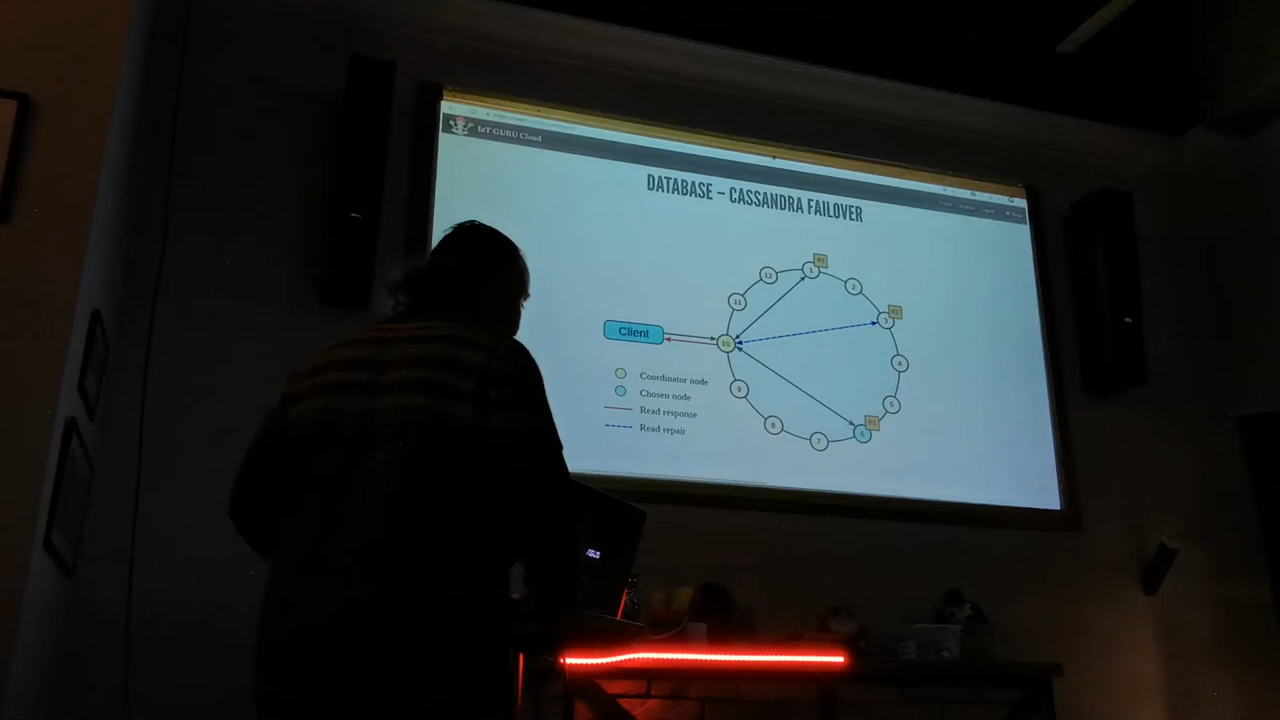 IoT GURU Cloud
DATABASE – CASSANDRA FAILOVER
R1
12
1
2
11
R2
3
Client
10
4
9
5
Coordinator node
Chosen node
8
7
6
Read response
Read repair
ASUS